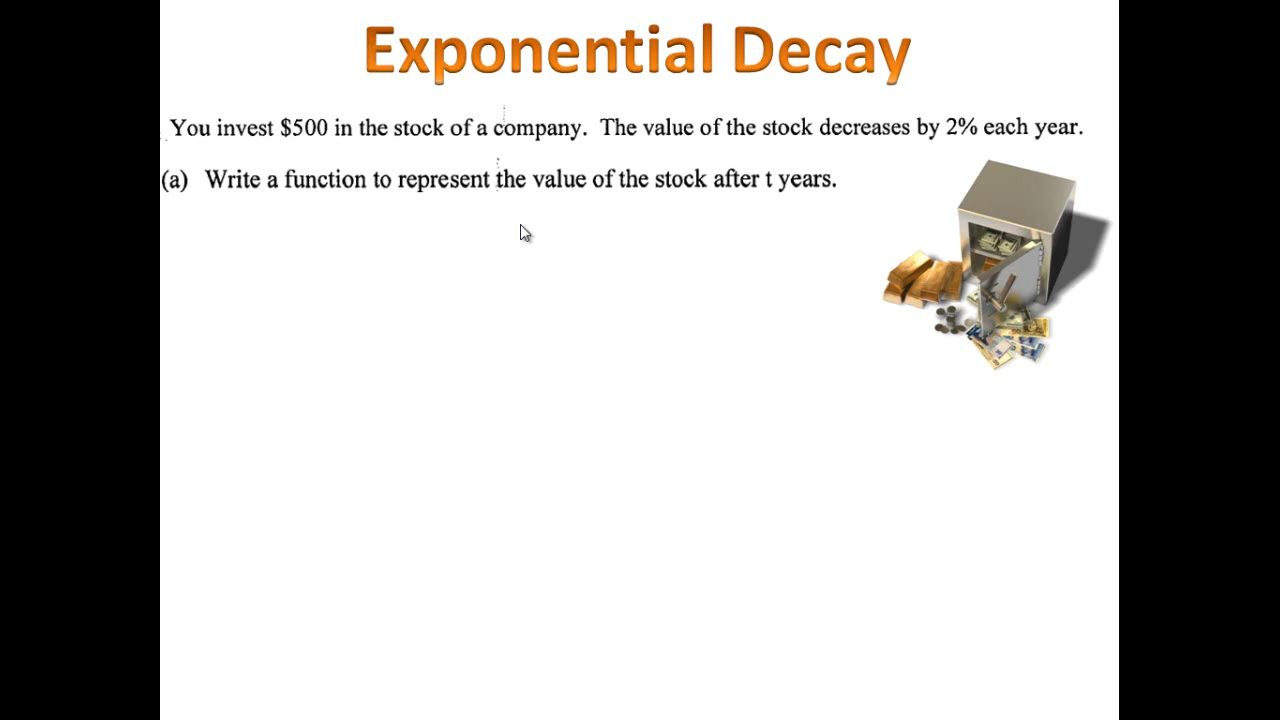 Exponential Decay
You invest $500 in the stock of a company. The value of the stock decreases by 2% each year.
(a) Write a function to represent the value of the stock after t years.